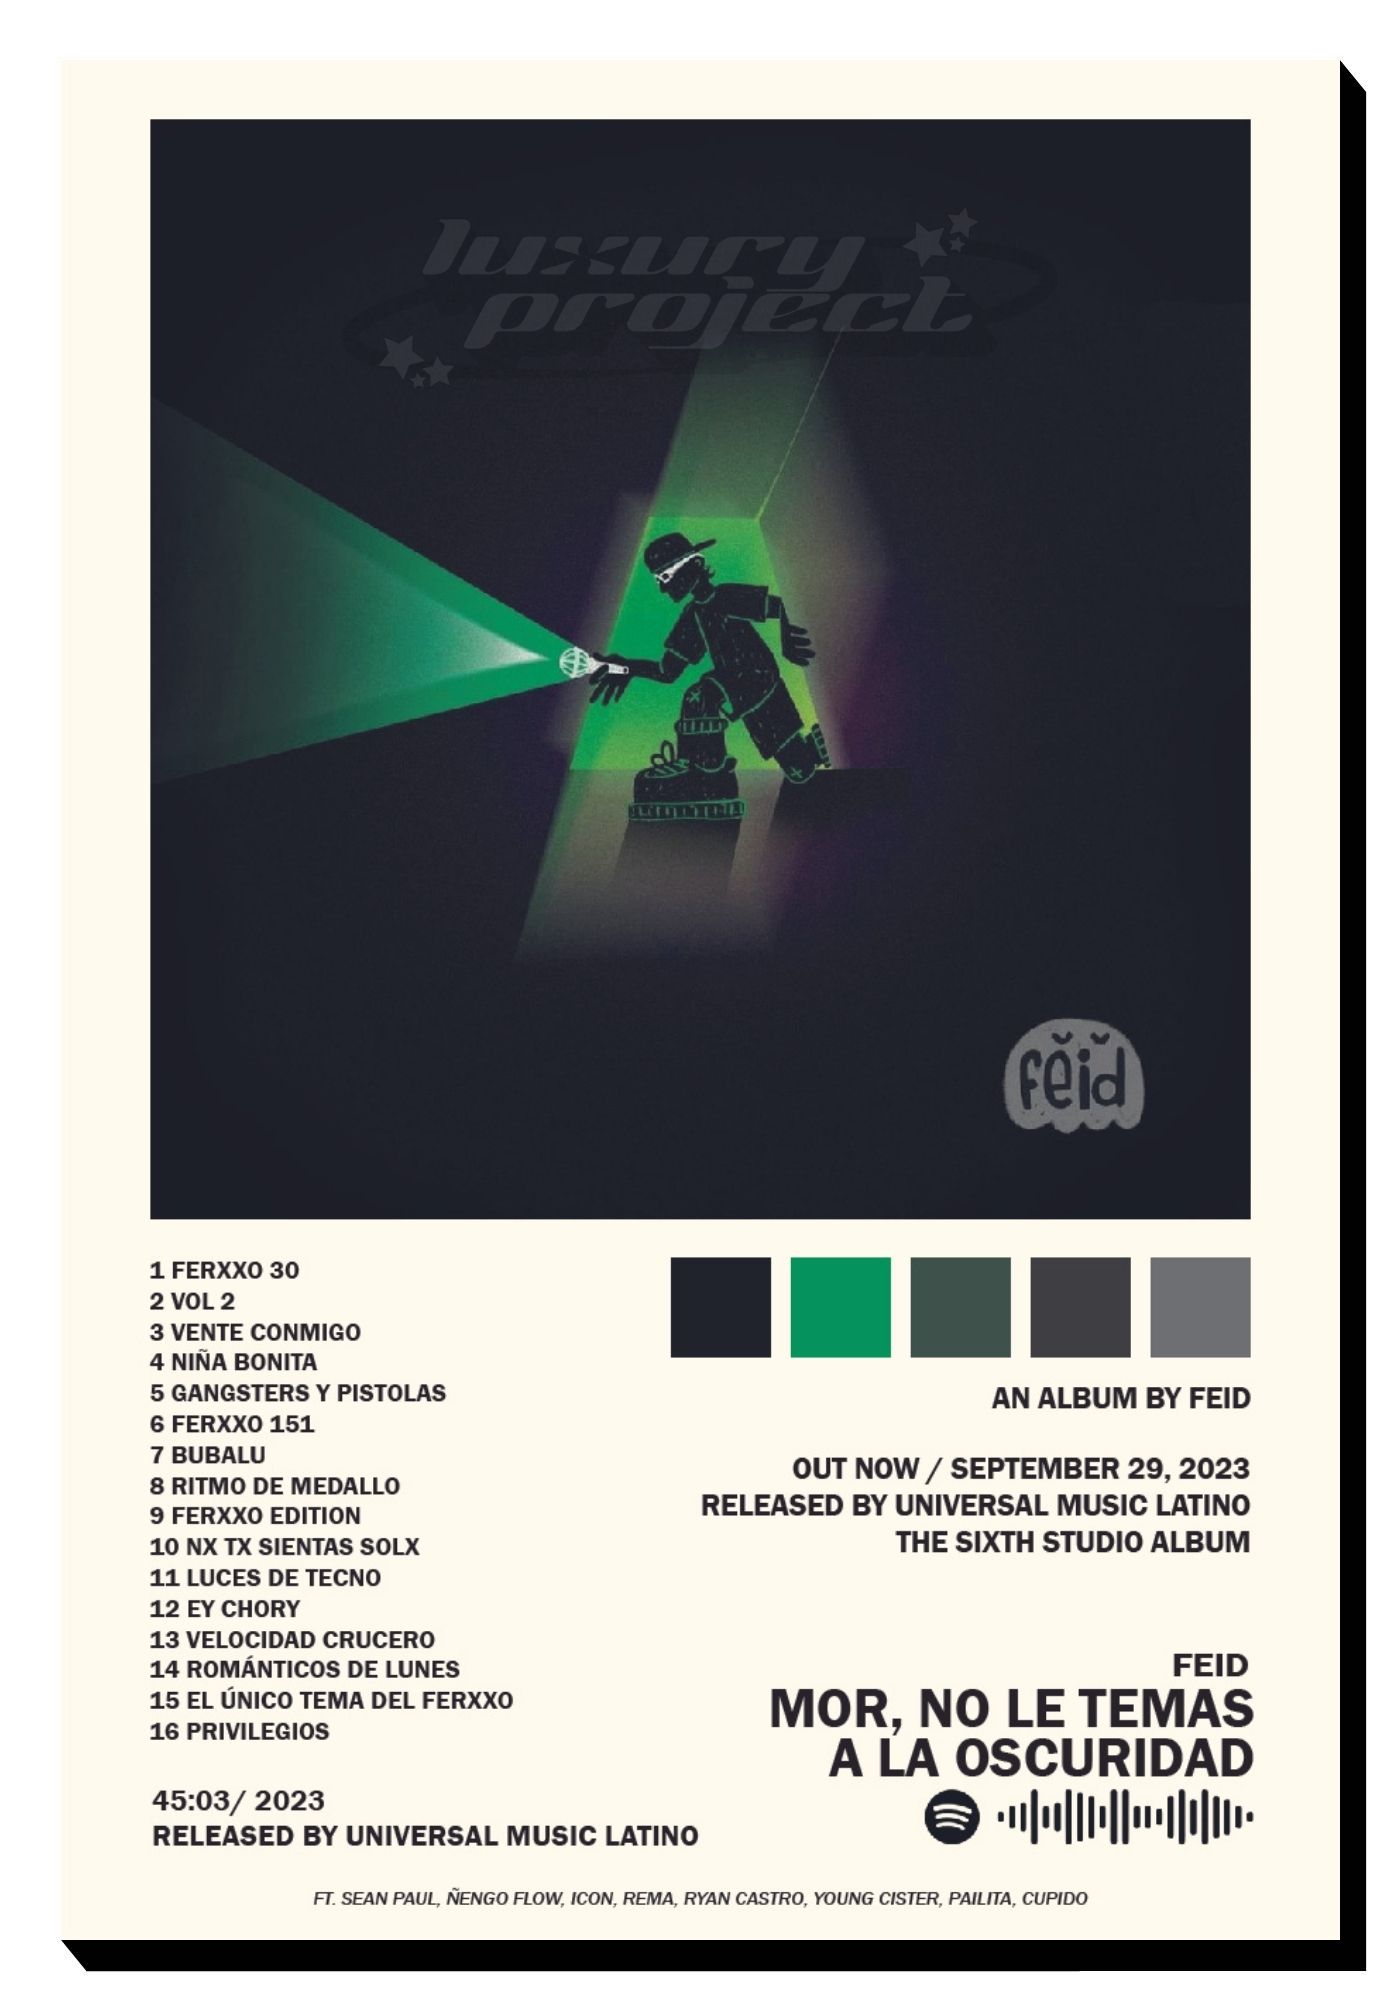 luxury
project
feid
1 FERXXO 30
2 VOL 2
3 VENTE CONMIGO
4 NIÑA BONITA
5 GANGSTERS Y PISTOLAS
6 FERXXO 151
7 BUBALU
8 RITMO DE MEDALLO
9 FERXXO EDITION
10 NX TX SIENTAS SOLX
11 LUCES DE TECNO
12 EY CHORY
13 VELOCIDAD CRUCERO
14 ROMÁNTICOS DE LUNES
15 EL ÚNICO TEMA DEL FERXXO
16 PRIVILEGIOS
45:03/ 2023
RELEASED BY UNIVERSAL MUSIC LATINO
AN ALBUM BY FEID
OUT NOW / SEPTEMBER 29, 2023
RELEASED BY UNIVERSAL MUSIC LATINO
THE SIXTH STUDIO ALBUM
FEID
MOR, NO LE TEMAS
A LA OSCURIDAD
FT. SEAN PAUL, ÑENGO FLOW, ICON, REMA, RYAN CASTRO, YOUNG CISTER, PAILITA, CUPIDO